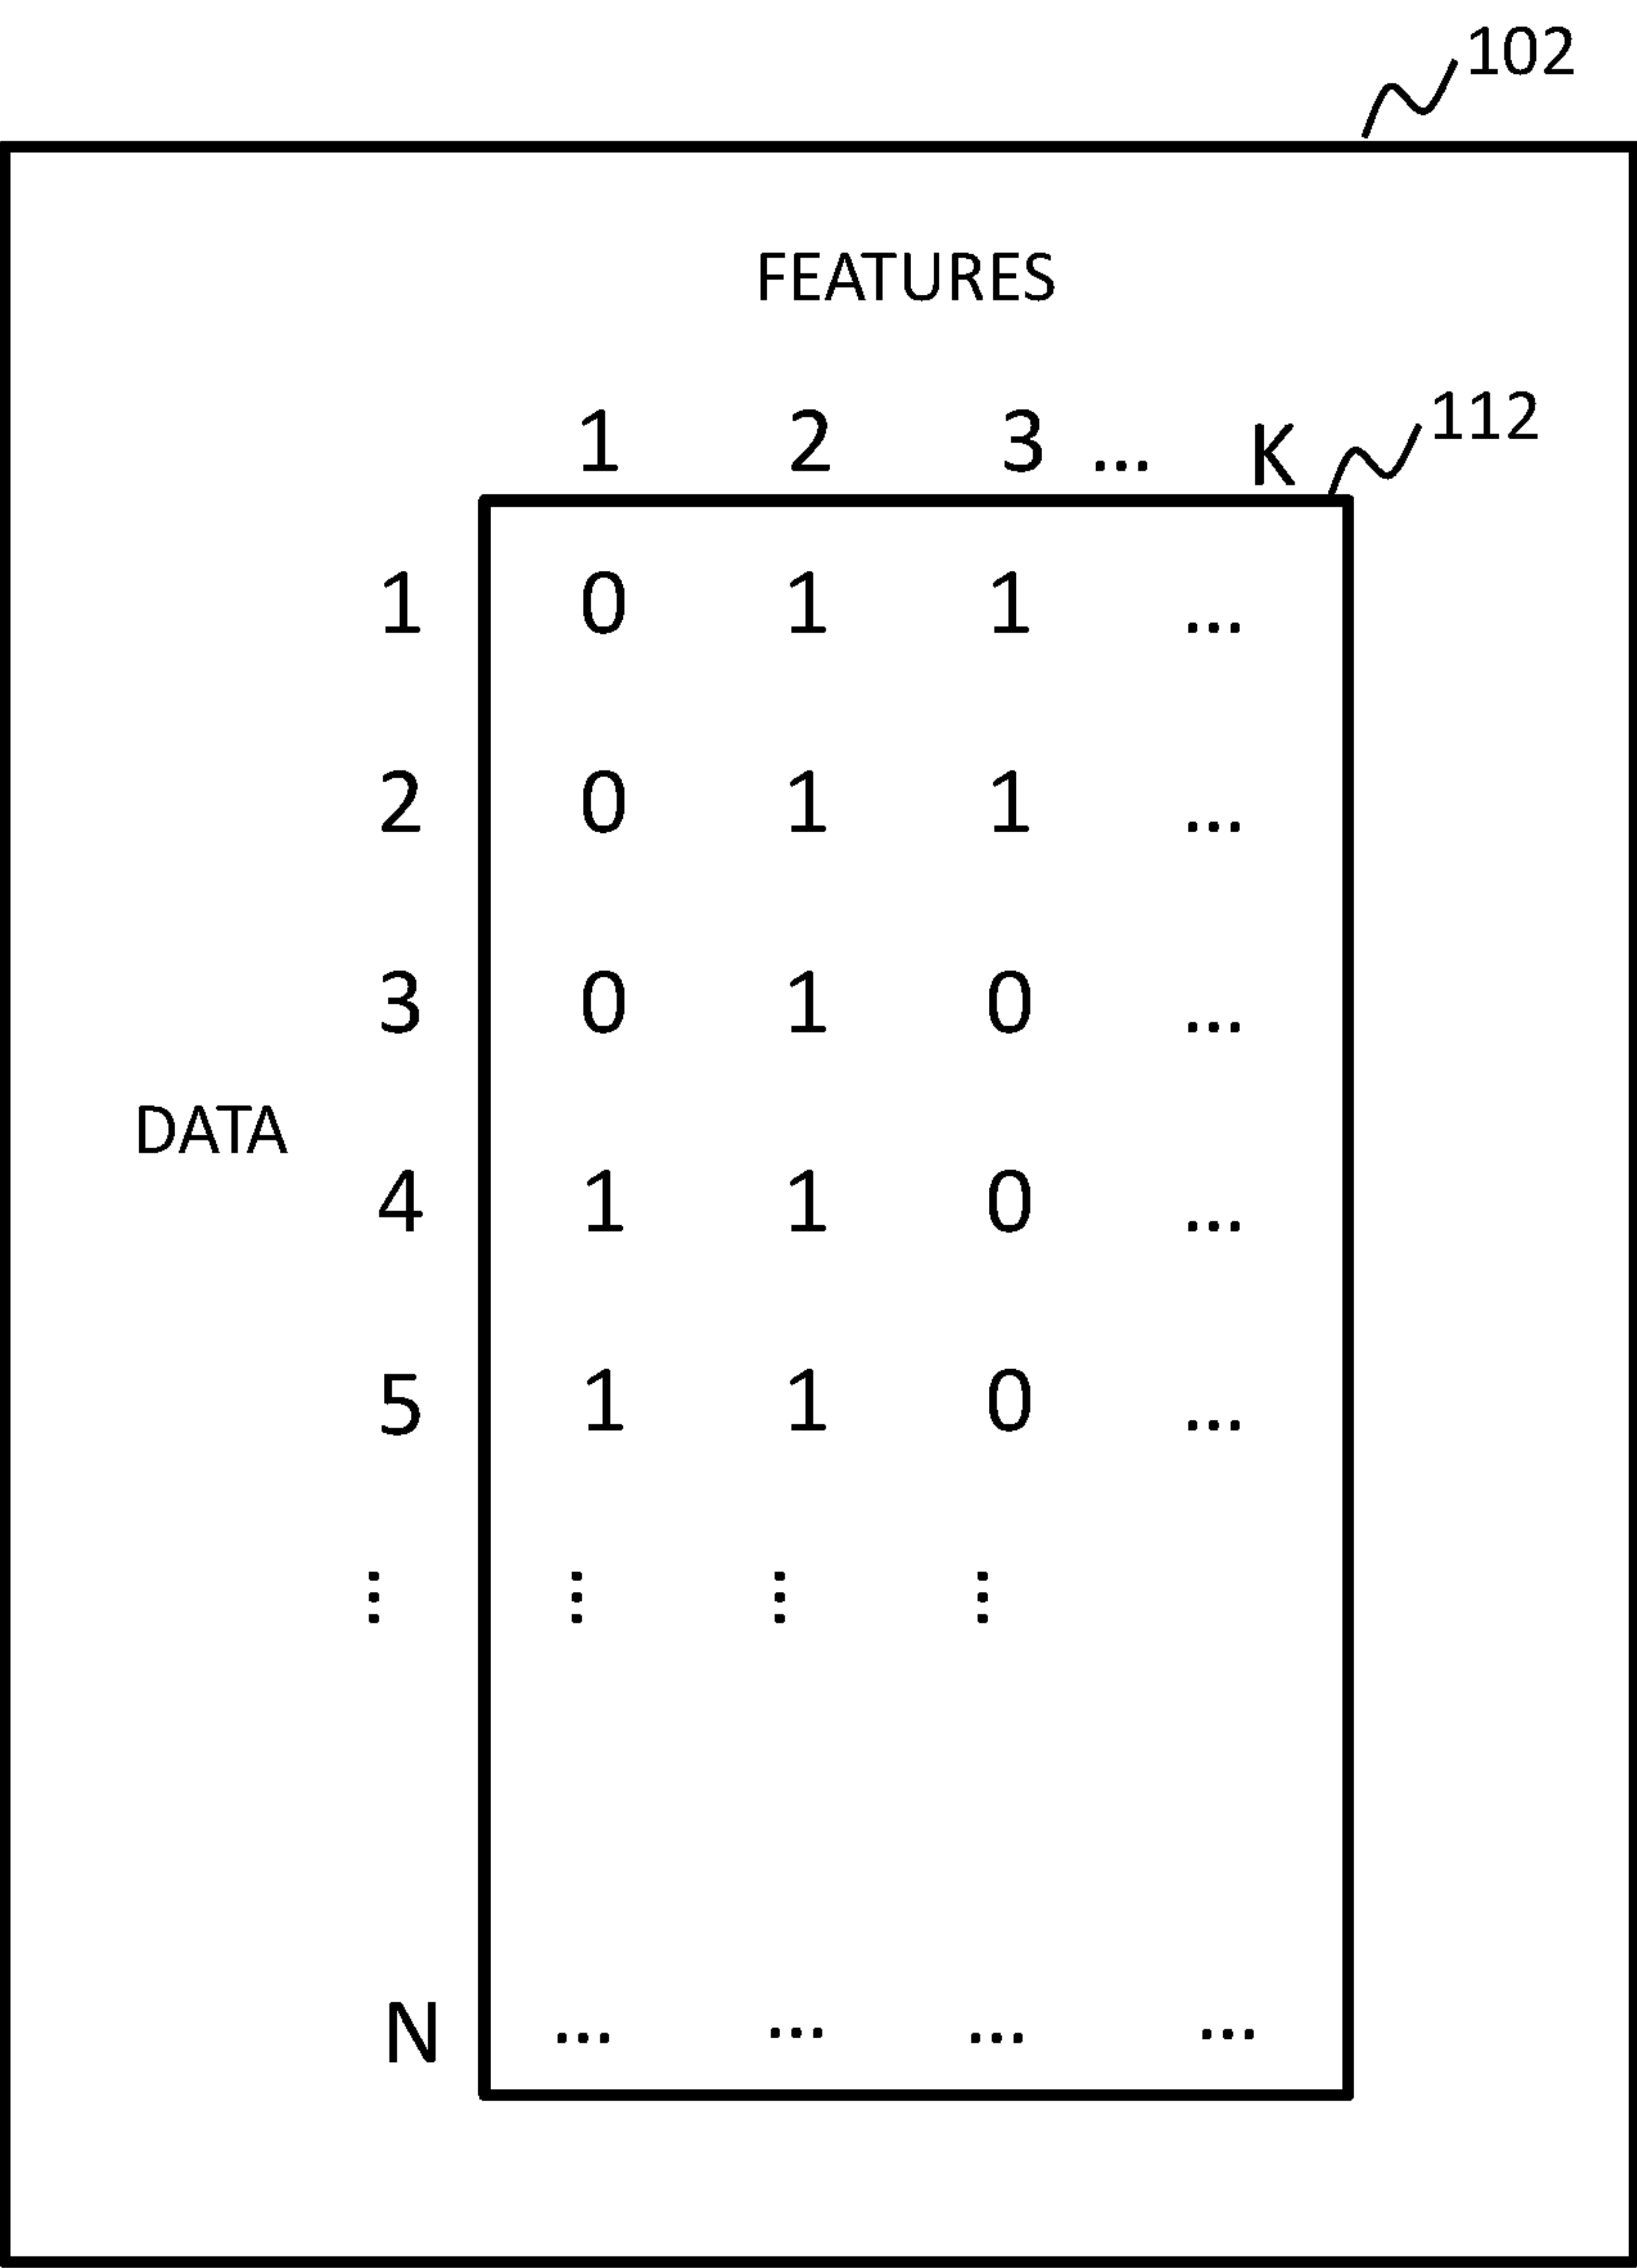 102
FEATURES
1 2 3 ... K
112
1 0 1 1 ...
2 0 1 1 ...
3 0 1 0 ...
DATA
4 1 1 0 ...
5 1 1 0 ...
⋮ ⋮ ⋮ ⋮
N ... ... ... ...